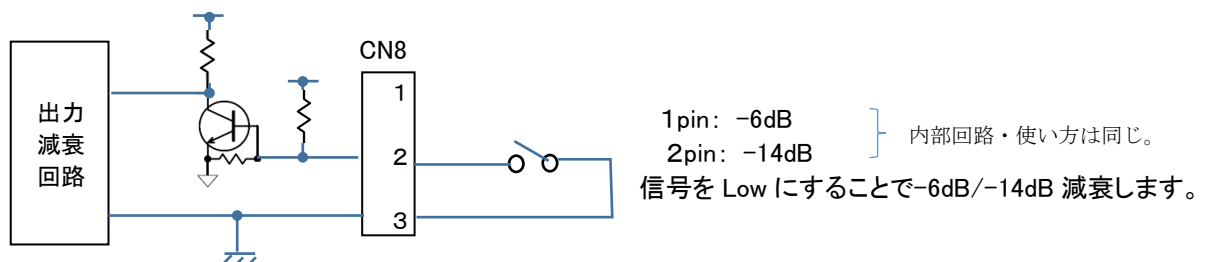 CN8
1
2
3
出力
減衰
回路
1pin: -6dB
2pin: -14dB
内部回路・使い方は同じ。
信号を Low にすることで-6dB/-14dB 減衰します。